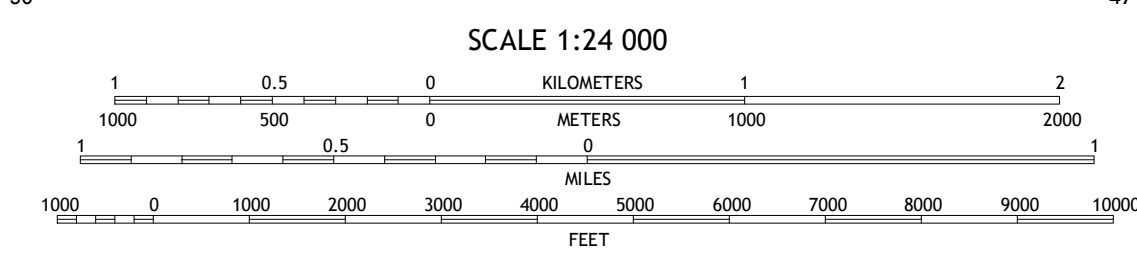 SCALE 1:24 000
1 0.5 0 KILOMETERS 1 2
1000 500 0 METERS 1000 2000
1 0.5 0 1
MILES
1000 0 1000 2000 3000 4000 5000 6000 7000 8000 9000 10000
FEET